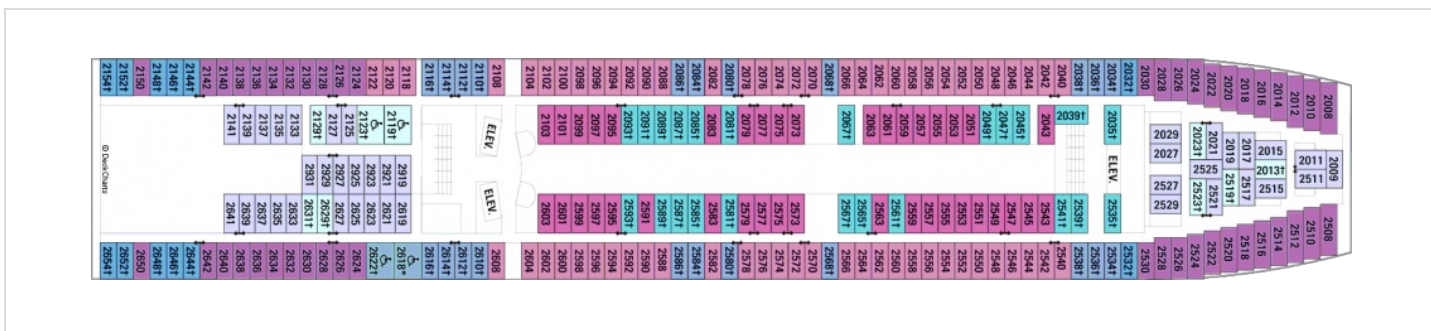 2154† 2152† 2150 2148† 2146† 2144† 2142 2140 2138 2136 2134 2132 2130 2128 2126 2124 2122 2120 2118 2116† 2114† 2112† 2110† 2108 2104 2102 2100 2098 2096 2094 2092 2090 2088 2086† 2084† 2082 2080† 2078 2076 2074 2072 2070 2068† 2066 2064 2062 2060 2058 2056 2054 2052 2050 2048 2046 2044 2042 2040 2038† 2036† 2034† 2032† 2030 2028 2026 2024 2022 2020 2018 2016 2014 2012 2010 2008
2141 2139 2137 2135 2133 2129† 2127 2125 2123† 2119† ELEV. 2103 2101 2099 2097 2095 2093† 2091† 2089† 2087† 2085† 2083 2081† 2079 2077 2075 2073 2067† 2063 2061 2059 2057 2055 2053 2051 2049† 2047† 2045† 2043 2039† 2035† 2029 2023† 2021 2019 2017 2015
2027 2013† 2011 2009
© DeckCharts
2931 2929 2927 2925 2923 2921 2919 ELEV. ELEV. 2527 2525 2511
2641 2639 2637 2635 2633 2631† 2629† 2627 2625 2623 2621 2619 2603 2601 2599 2597 2595 2593† 2591 2589† 2587† 2585† 2583 2581† 2579 2577 2575 2573 2567† 2565† 2563 2561† 2559 2557 2555 2553 2551 2549 2547 2545 2543 2541† 2539† 2535† 2529 2523† 2521 2519† 2517 2515
2654† 2652† 2650 2648† 2646† 2644† 2642 2640 2638 2636 2634 2632 2630 2628 2626 2624 2622† 2618* 2616† 2614† 2612† 2610† 2608 2604 2602 2600 2598 2596 2594 2592 2590 2588 2586† 2584† 2582 2580† 2578 2576 2574 2572 2570 2568† 2566 2564 2562 2560 2558 2556 2554 2552 2550 2548 2546 2544 2542 2540 2538† 2536† 2534† 2532† 2530 2528 2526 2524 2522 2520 2518 2516 2514 2512 2510 2508